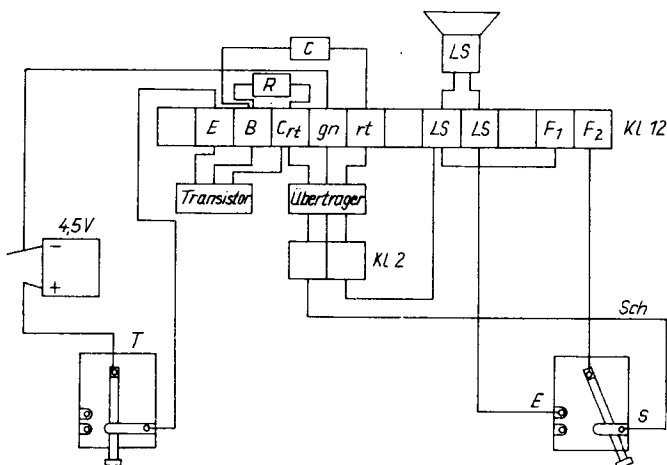 C
LS
R
E B Crt gn rt LS LS F1 F2 KL 12
Transistor Übertrager
4,5V
−
+
KL 2
Sch
T
E S